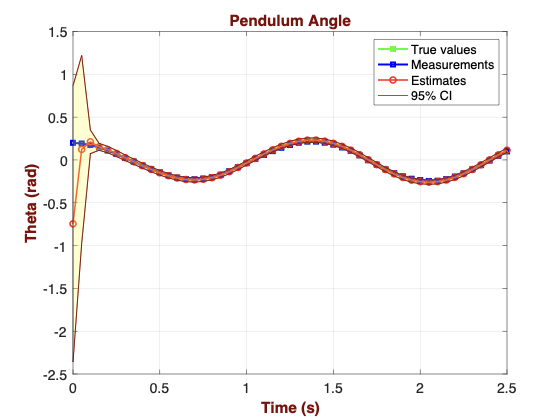 Pendulum Angle
1.5
1
0.5
0
-0.5
-1
-1.5
-2
-2.5
Theta (rad)
True values
Measurements
Estimates
95% CI
0 0.5 1 1.5 2 2.5
Time (s)